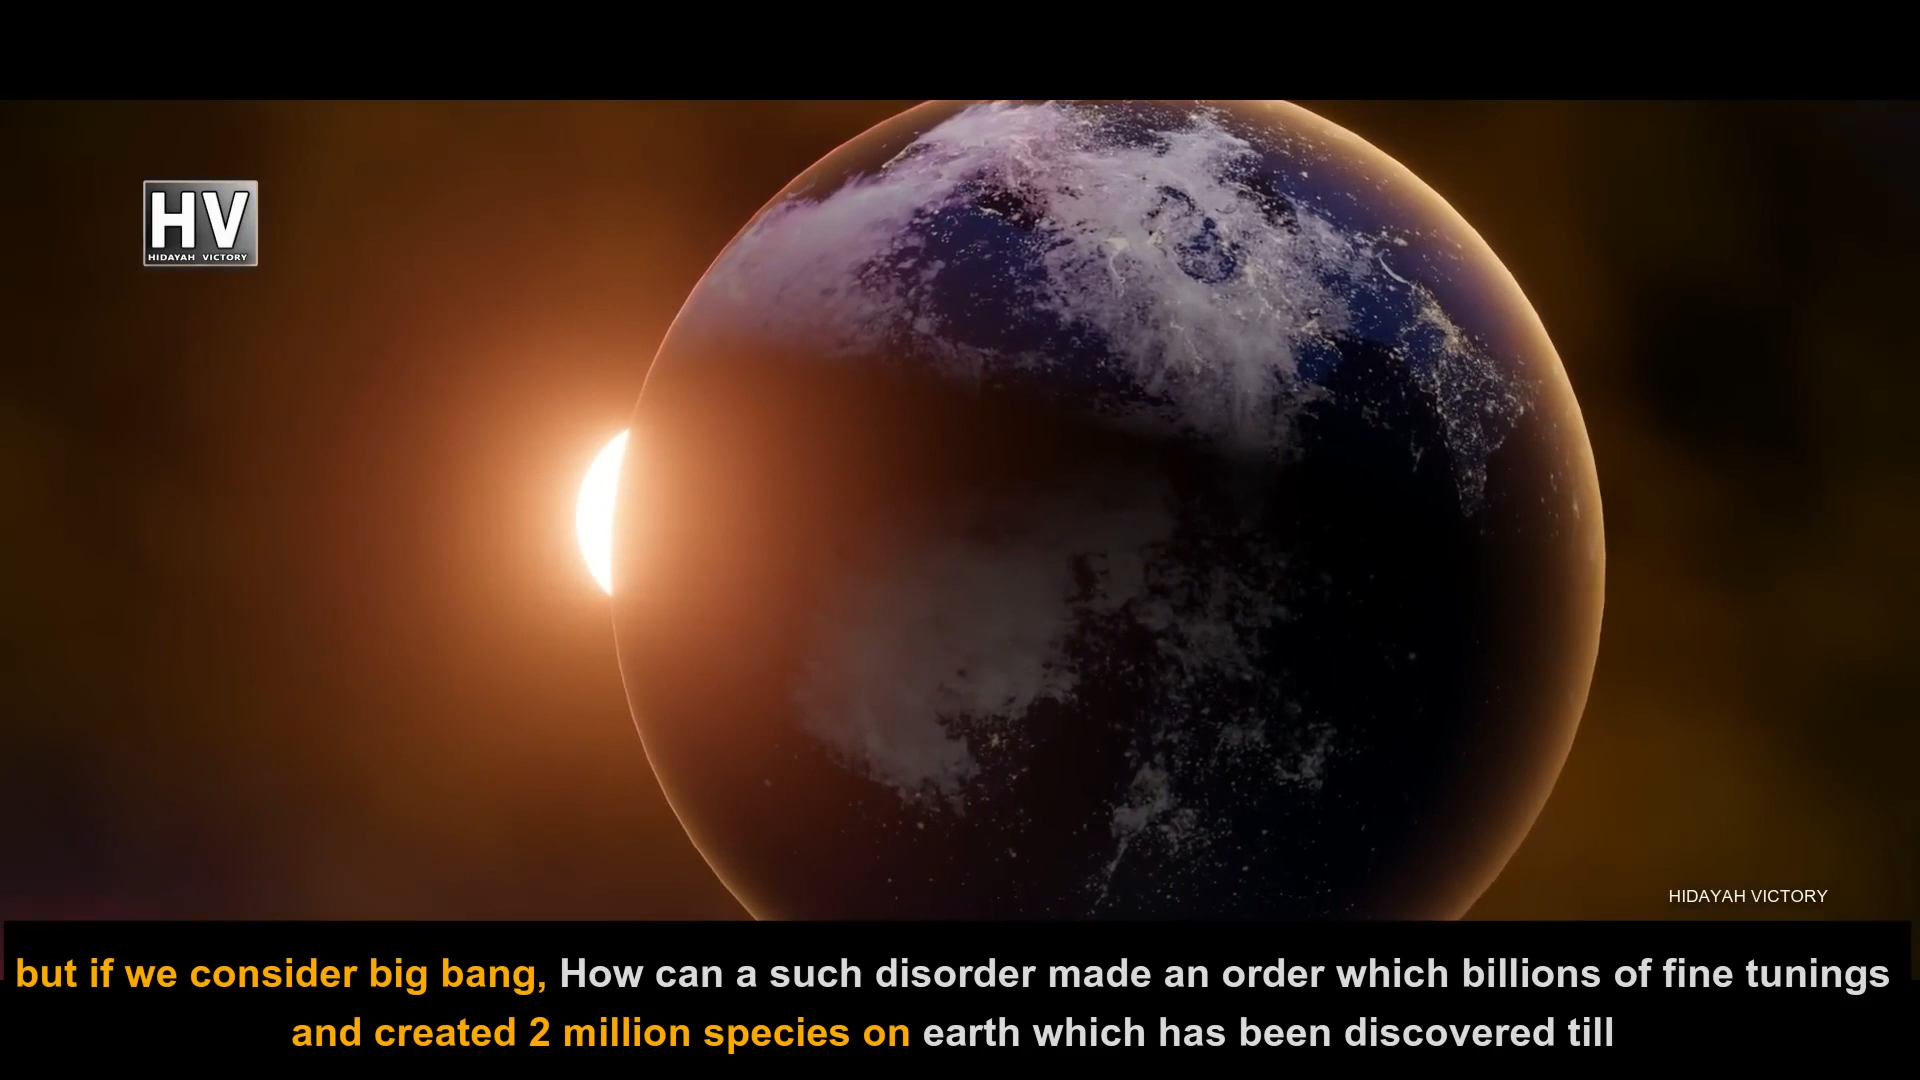 HV
HIDAYAH VICTORY
HIDAYAH VICTORY
but if we consider big bang, How can a such disorder made an order which billions of fine tunings
and created 2 million species on earth which has been discovered till